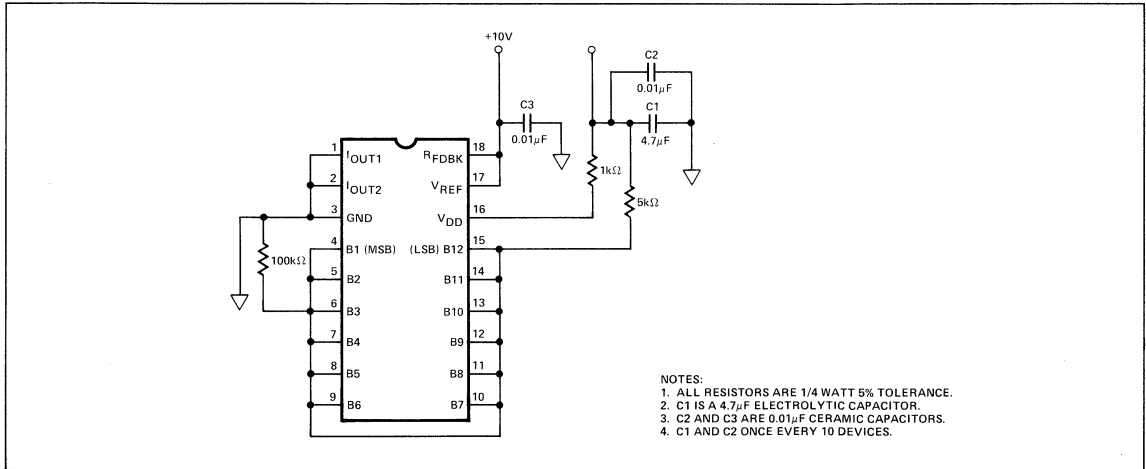 +10V
C2
0.01μF
C3
0.01μF
C1
4.7μF
1kΩ
5kΩ
100kΩ
1 IOUT1 RFDBK 18
2 IOUT2 VREF 17
3 GND VDD 16
4 B1 (MSB) (LSB) B12 15
5 B2 B11 14
6 B3 B10 13
7 B4 B9 12
8 B5 B8 11
9 B6 B7 10
NOTES:
1. ALL RESISTORS ARE 1/4 WATT 5% TOLERANCE.
2. C1 IS A 4.7μF ELECTROLYTIC CAPACITOR.
3. C2 AND C3 ARE 0.01μF CERAMIC CAPACITORS.
4. C1 AND C2 ONCE EVERY 10 DEVICES.